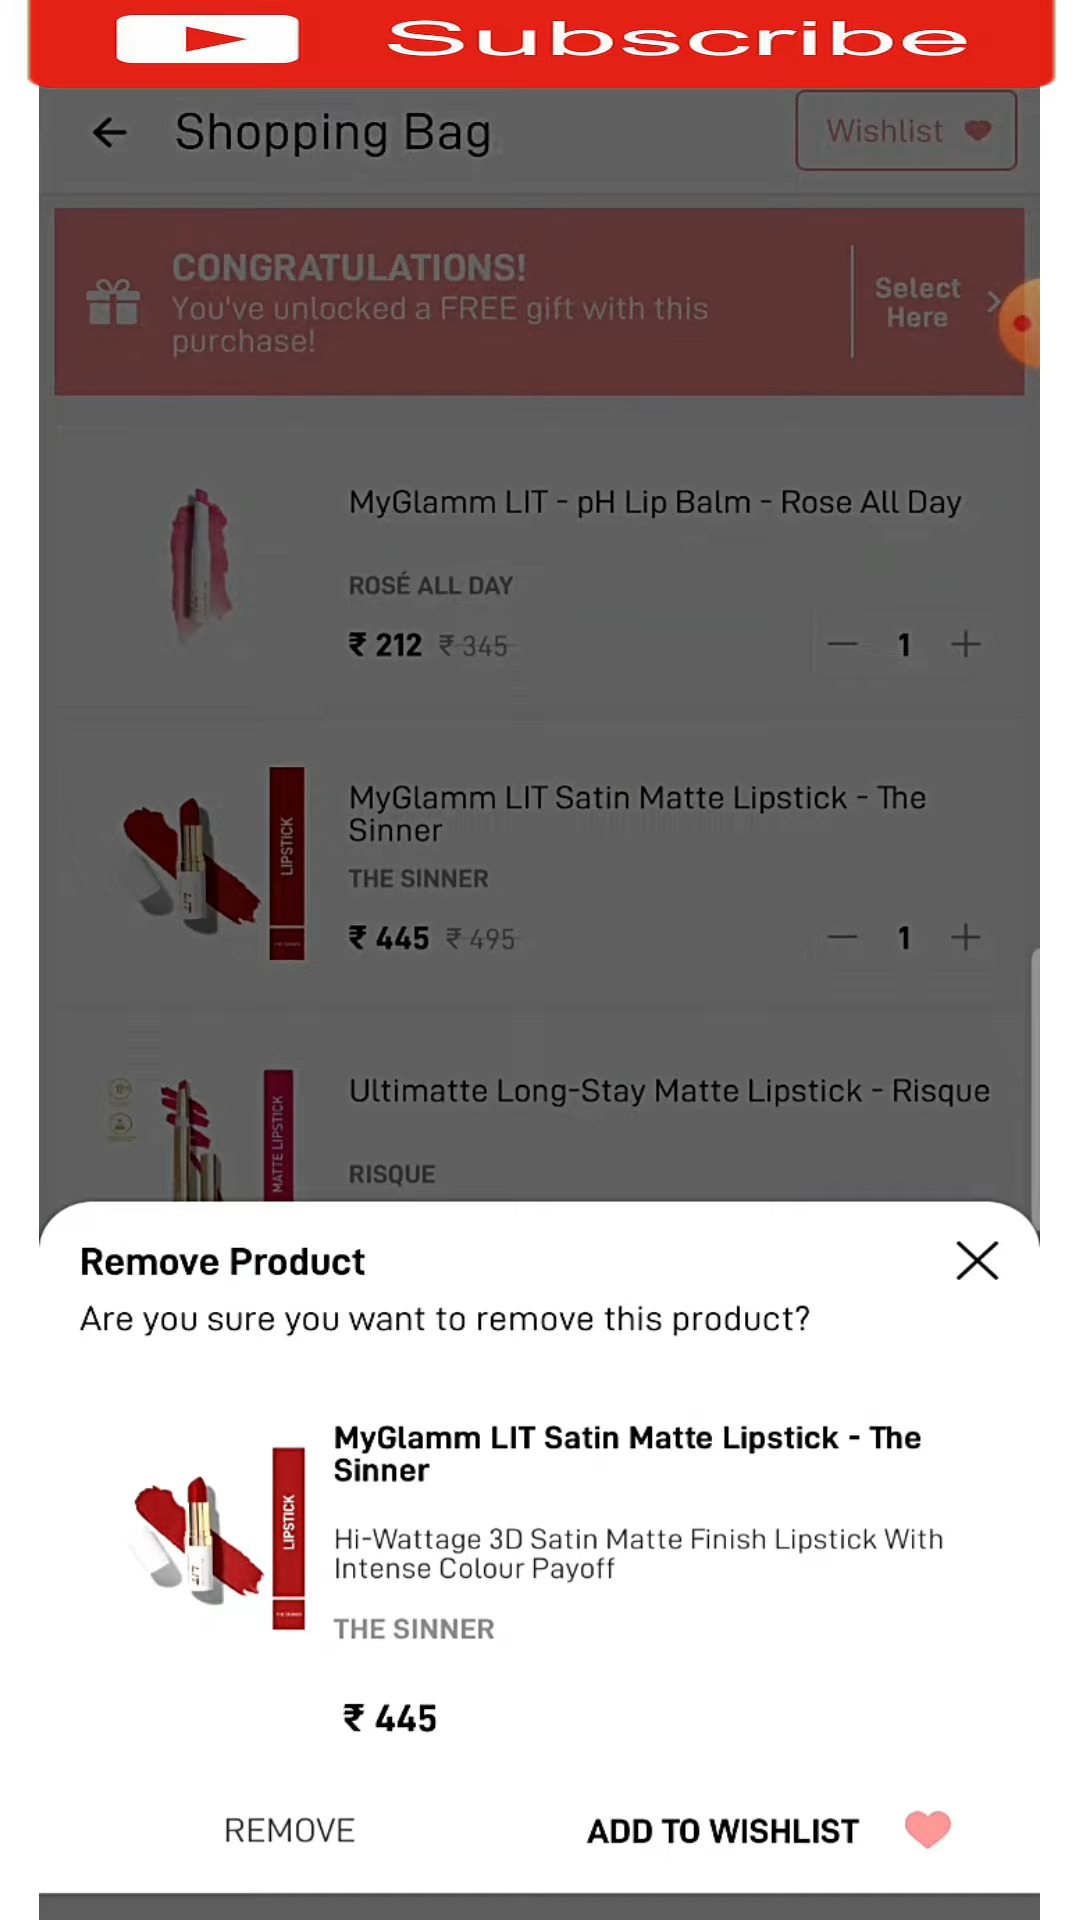 Subscribe
Shopping Bag
Wishlist
CONGRATULATIONS!
You've unlocked a FREE gift with this
purchase!
Select
Here
MyGlamm LIT - pH Lip Balm - Rose All Day
ROSÉ ALL DAY
₹ 212 ₹ 345
1
LIPSTICK
MyGlamm LIT Satin Matte Lipstick - The
Sinner
THE SINNER
₹ 445 ₹ 495
1
MATTE LIPSTICK
Ultimatte Long-Stay Matte Lipstick - Risque
RISQUE
Remove Product
Are you sure you want to remove this product?
LIPSTICK
MyGlamm LIT Satin Matte Lipstick - The
Sinner
Hi-Wattage 3D Satin Matte Finish Lipstick With
Intense Colour Payoff
THE SINNER
₹ 445
REMOVE
ADD TO WISHLIST